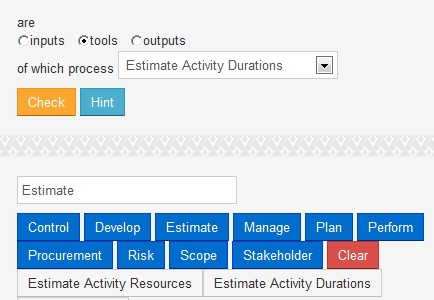 are
inputs tools outputs
of which process Estimate Activity Durations
Check Hint
Estimate
Control Develop Estimate Manage Plan Perform
Procurement Risk Scope Stakeholder Clear
Estimate Activity Resources Estimate Activity Durations